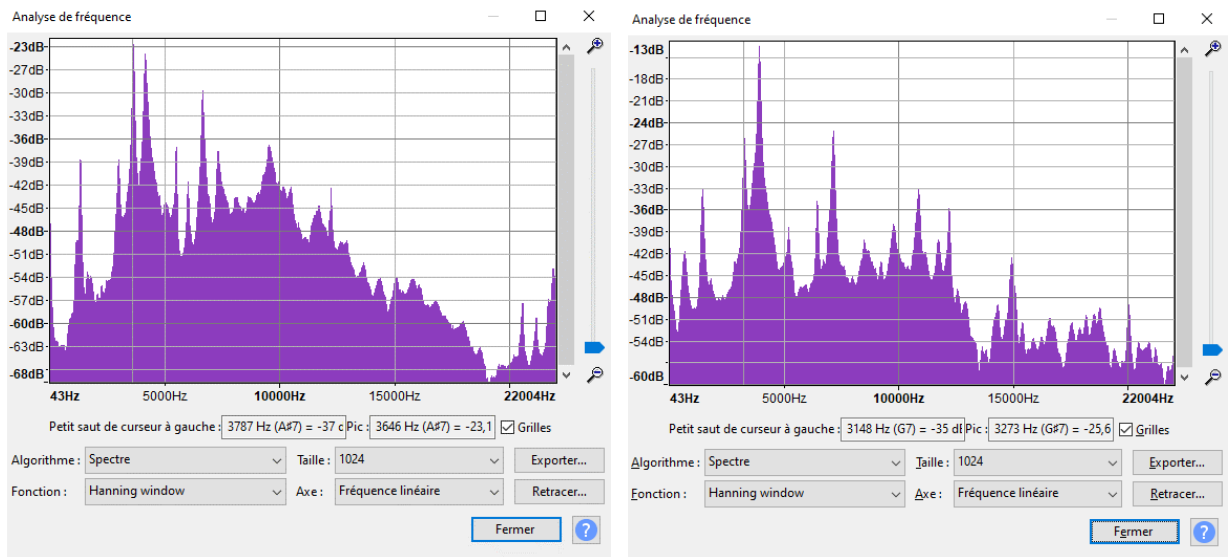 Analyse de fréquence
-23dB-
-27dB-
-30dB-
-33dB-
-36dB-
-39dB-
-42dB-
-45dB-
-48dB-
-51dB-
-54dB-
-57dB-
-60dB-
-63dB-
-68dB-
43Hz 5000Hz 10000Hz 15000Hz 22004Hz
Petit saut de curseur à gauche : 3787 Hz (A♯7) = -37 d Pic : 3646 Hz (A♯7) = -23,1 Grilles
Algorithme : Spectre Taille : 1024 Exporter...
Fonction : Hanning window Axe : Fréquence linéaire Retracer...
Fermer ?
Analyse de fréquence
-13dB
-18dB-
-21dB-
-24dB-
-27dB-
-30dB-
-33dB-
-36dB-
-39dB-
-42dB-
-45dB-
-48dB-
-51dB-
-54dB-
-60dB
43Hz 5000Hz 10000Hz 15000Hz 22004Hz
Petit saut de curseur à gauche : 3148 Hz (G7) = -35 dB Pic : 3273 Hz (G♯7) = -25,6 Grilles
Algorithme : Spectre Taille : 1024 Exporter...
Fonction : Hanning window Axe : Fréquence linéaire Retracer...
Fermer ?